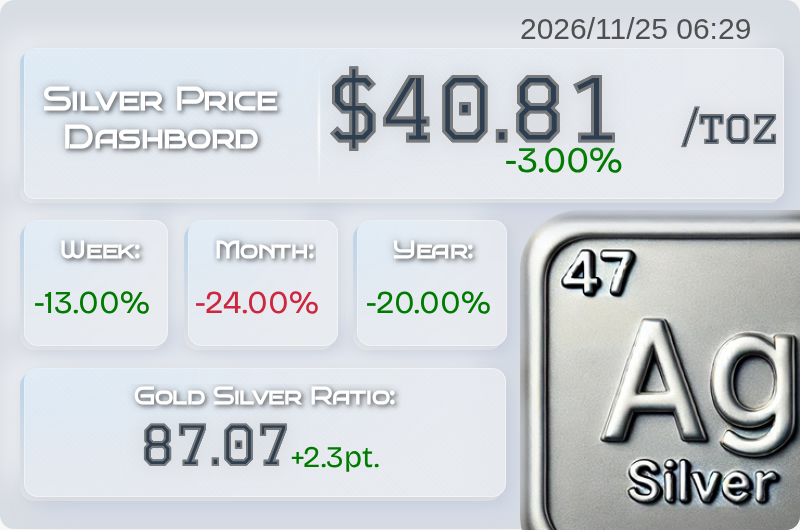 2026/11/25 06:29
Silver Price
Dashbord
$40.81 /TOZ
-3.00%
Week: Month: Year:
-13.00% -24.00% -20.00%
Gold Silver Ratio:
87.07 +2.3pt.
47
Ag
Silver